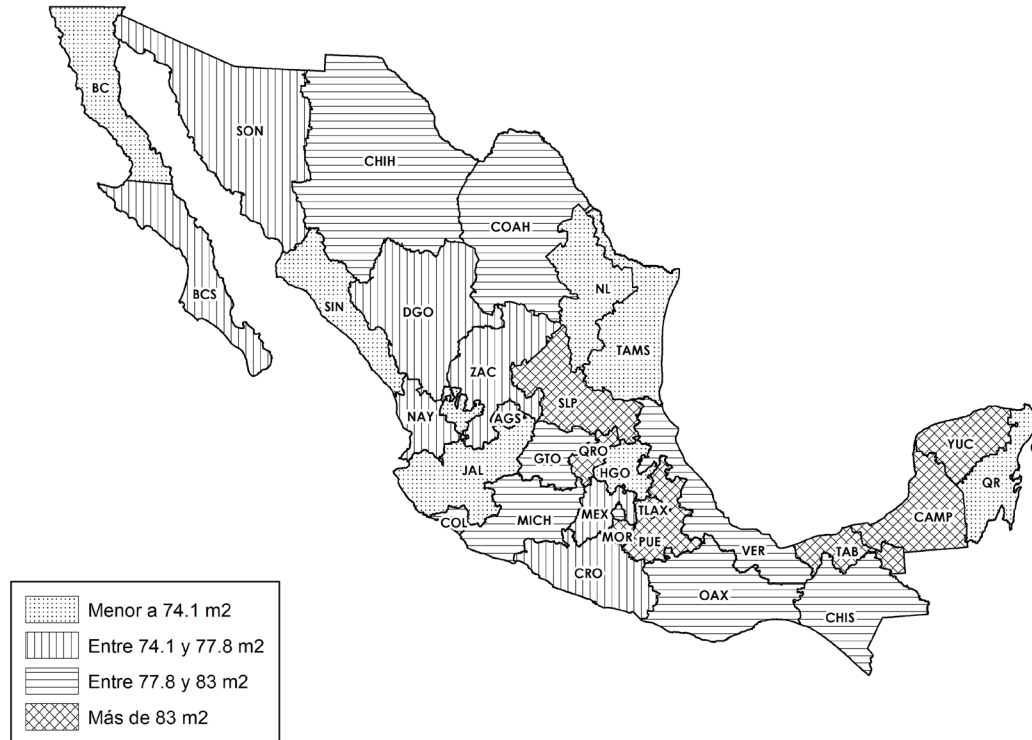 BC
SON
CHIH
COAH
BCS
SIN
DGO
NL
TAMS
ZAC
SLP
NAY
AGS
JAL
GTO
QRO
HGO
YUC
QR
COL
MICH
MEX
TLAX
MOR
PUE
CAMP
VER
TAB
CRO
OAX
CHIS
Menor a 74.1 m2
Entre 74.1 y 77.8 m2
Entre 77.8 y 83 m2
Más de 83 m2